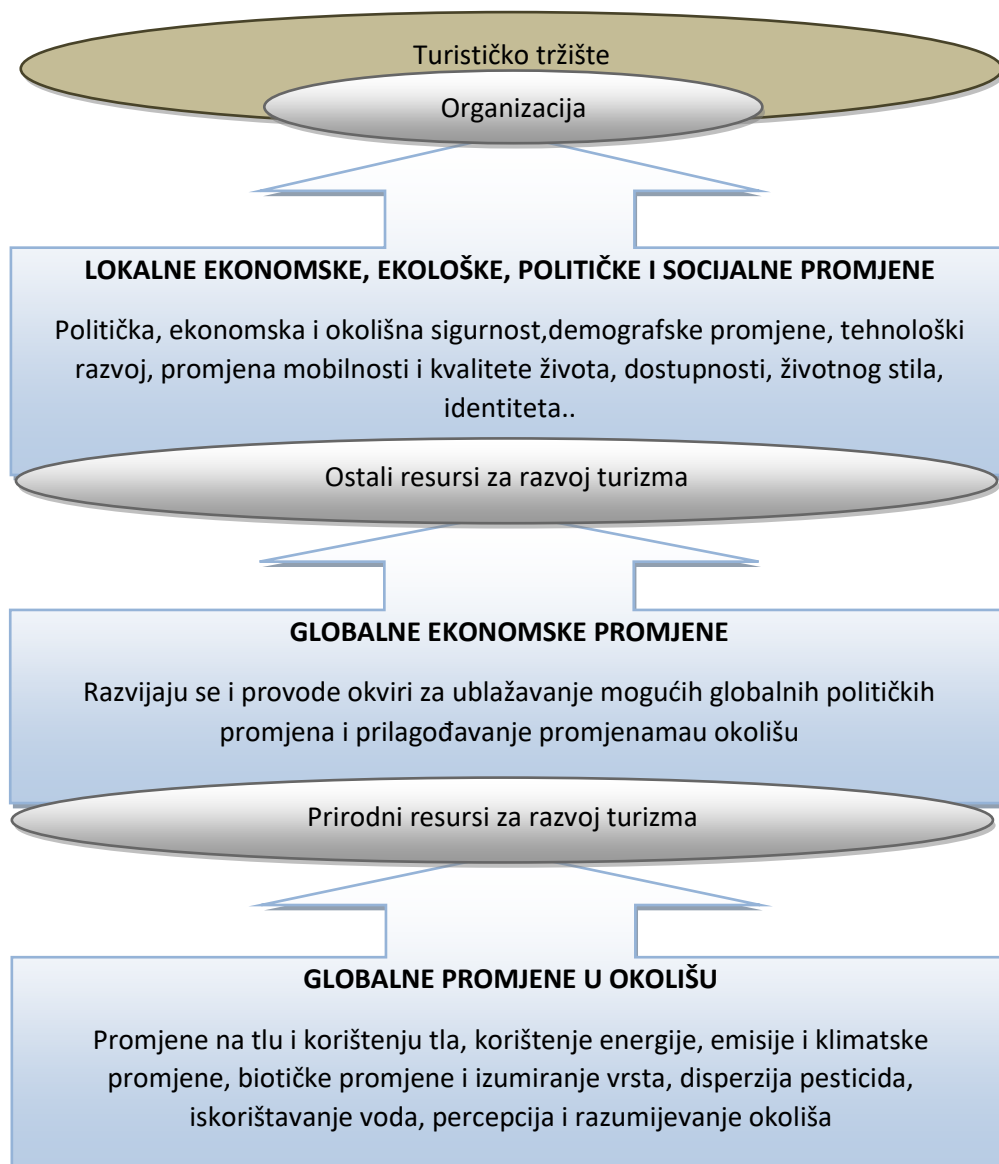 Turističko tržište
Organizacija
LOKALNE EKONOMSKE, EKOLOŠKE, POLITIČKE I SOCIJALNE PROMJENE
Politička, ekonomska i okolišna sigurnost,demografske promjene, tehnološki
razvoj, promjena mobilnosti i kvalitete života, dostupnosti, životnog stila,
identiteta..
Ostali resursi za razvoj turizma
GLOBALNE EKONOMSKE PROMJENE
Razvijaju se i provode okviri za ublažavanje mogućih globalnih političkih
promjena i prilagođavanje promjenamau okolišu
Prirodni resursi za razvoj turizma
GLOBALNE PROMJENE U OKOLIŠU
Promjene na tlu i korištenju tla, korištenje energije, emisije i klimatske
promjene, biotičke promjene i izumiranje vrsta, disperzija pesticida,
iskorištavanje voda, percepcija i razumijevanje okoliša